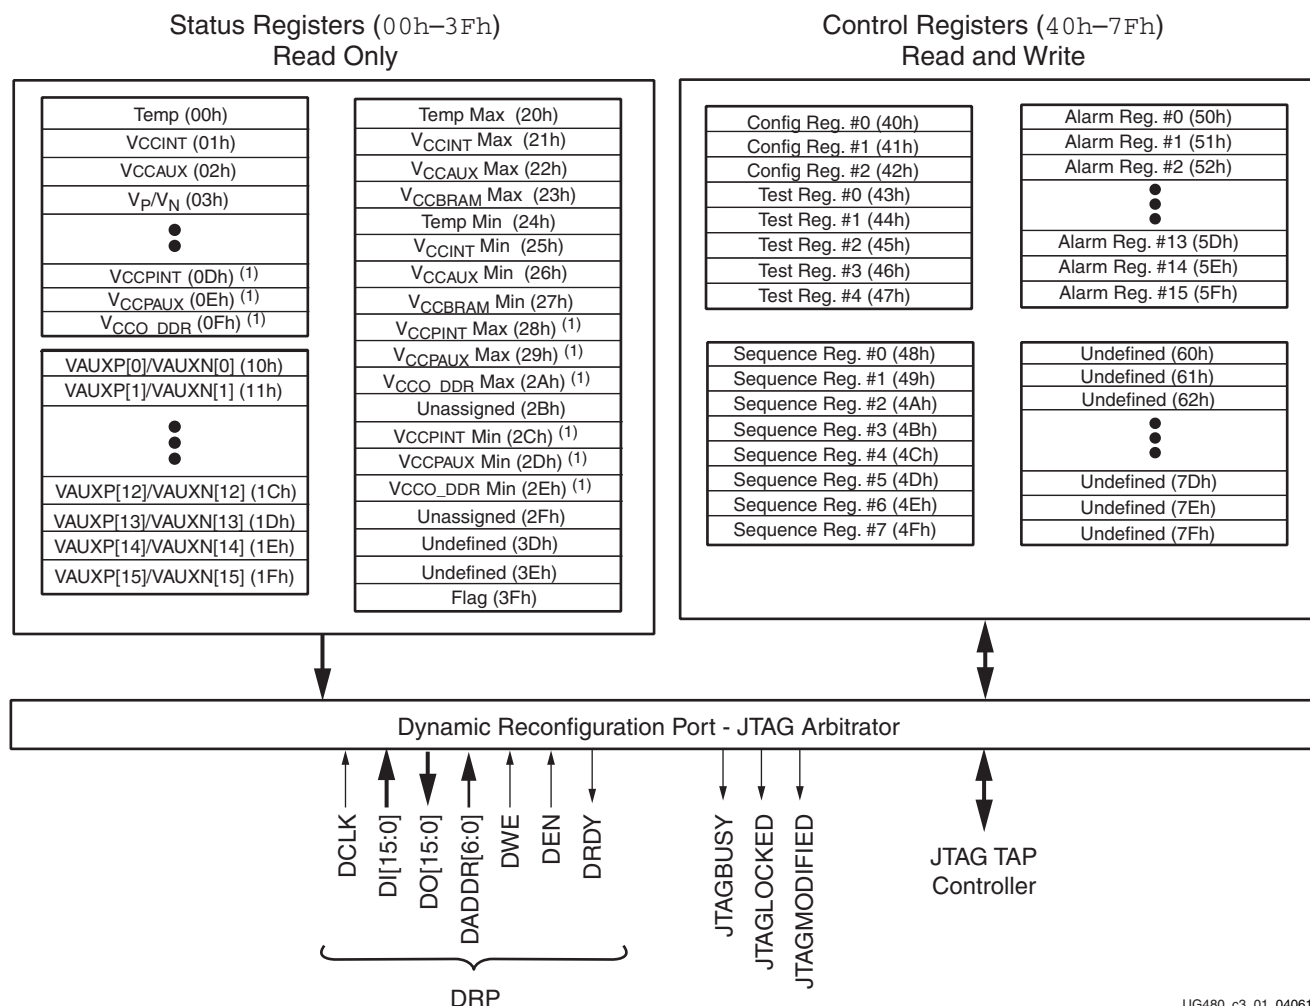 Status Registers (00h–3Fh)
Read Only
Temp (00h)
VCCINT (01h)
VCCAUX (02h)
VP/VN (03h)
VCCPINT (0Dh) (1)
VCCPAUX (0Eh) (1)
VCCO_DDR (0Fh) (1)
VAUXP[0]/VAUXN[0] (10h)
VAUXP[1]/VAUXN[1] (11h)
VAUXP[12]/VAUXN[12] (1Ch)
VAUXP[13]/VAUXN[13] (1Dh)
VAUXP[14]/VAUXN[14] (1Eh)
VAUXP[15]/VAUXN[15] (1Fh)
Temp Max (20h)
VCCINT Max (21h)
VCCAUX Max (22h)
VCCBRAM Max (23h)
Temp Min (24h)
VCCINT Min (25h)
VCCAUX Min (26h)
VCCBRAM Min (27h)
VCCPINT Max (28h) (1)
VCCPAUX Max (29h) (1)
VCCO_DDR Max (2Ah) (1)
Unassigned (2Bh)
VCCPINT Min (2Ch) (1)
VCCPAUX Min (2Dh) (1)
VCCO_DDR Min (2Eh) (1)
Unassigned (2Fh)
Undefined (3Dh)
Undefined (3Eh)
Flag (3Fh)
Control Registers (40h–7Fh)
Read and Write
Config Reg. #0 (40h)
Config Reg. #1 (41h)
Config Reg. #2 (42h)
Test Reg. #0 (43h)
Test Reg. #1 (44h)
Test Reg. #2 (45h)
Test Reg. #3 (46h)
Test Reg. #4 (47h)
Sequence Reg. #0 (48h)
Sequence Reg. #1 (49h)
Sequence Reg. #2 (4Ah)
Sequence Reg. #3 (4Bh)
Sequence Reg. #4 (4Ch)
Sequence Reg. #5 (4Dh)
Sequence Reg. #6 (4Eh)
Sequence Reg. #7 (4Fh)
Alarm Reg. #0 (50h)
Alarm Reg. #1 (51h)
Alarm Reg. #2 (52h)
Alarm Reg. #13 (5Dh)
Alarm Reg. #14 (5Eh)
Alarm Reg. #15 (5Fh)
Undefined (60h)
Undefined (61h)
Undefined (62h)
Undefined (7Dh)
Undefined (7Eh)
Undefined (7Fh)
Dynamic Reconfiguration Port - JTAG Arbitrator
DCLK
DI[15:0]
DO[15:0]
DADDR[6:0]
DWE
DEN
DRDY
JTAGBUSY
JTAGLOCKED
JTAGMODIFIED
JTAG TAP
Controller
DRP
UG480_c3_01_04061